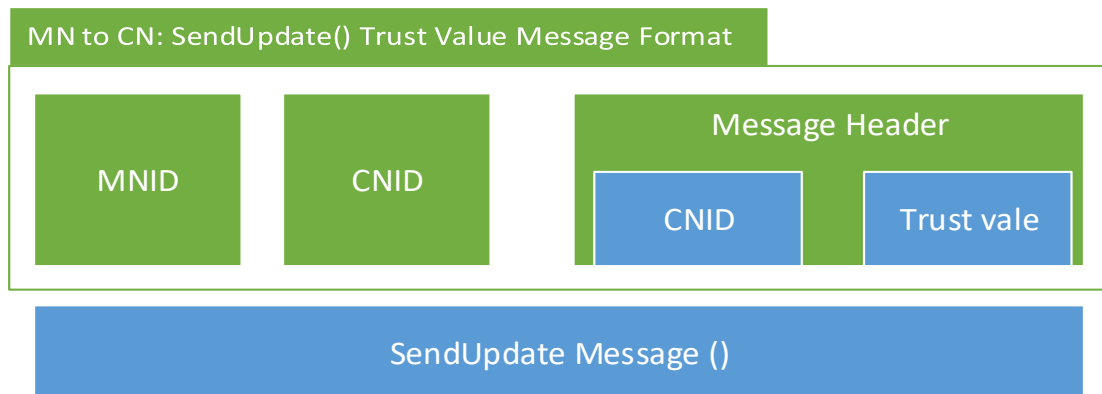 MN to CN: SendUpdate() Trust Value Message Format
MNID
CNID
Message Header
CNID
Trust vale
SendUpdate Message ()